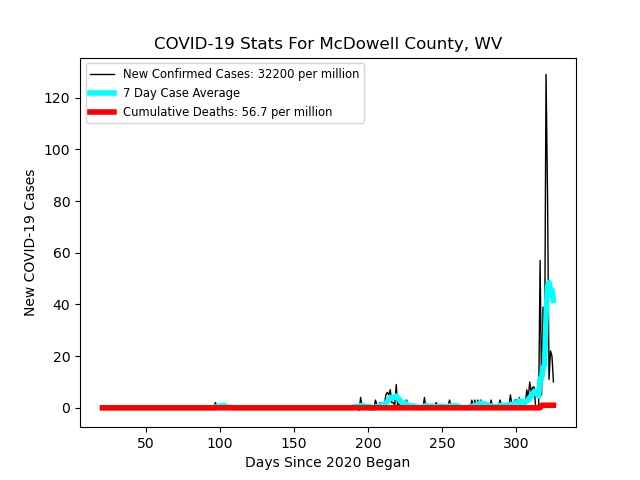 COVID-19 Stats For McDowell County, WV
New Confirmed Cases: 32200 per million
7 Day Case Average
Cumulative Deaths: 56.7 per million
New COVID-19 Cases
120
100
80
60
40
20
0
50 100 150 200 250 300
Days Since 2020 Began